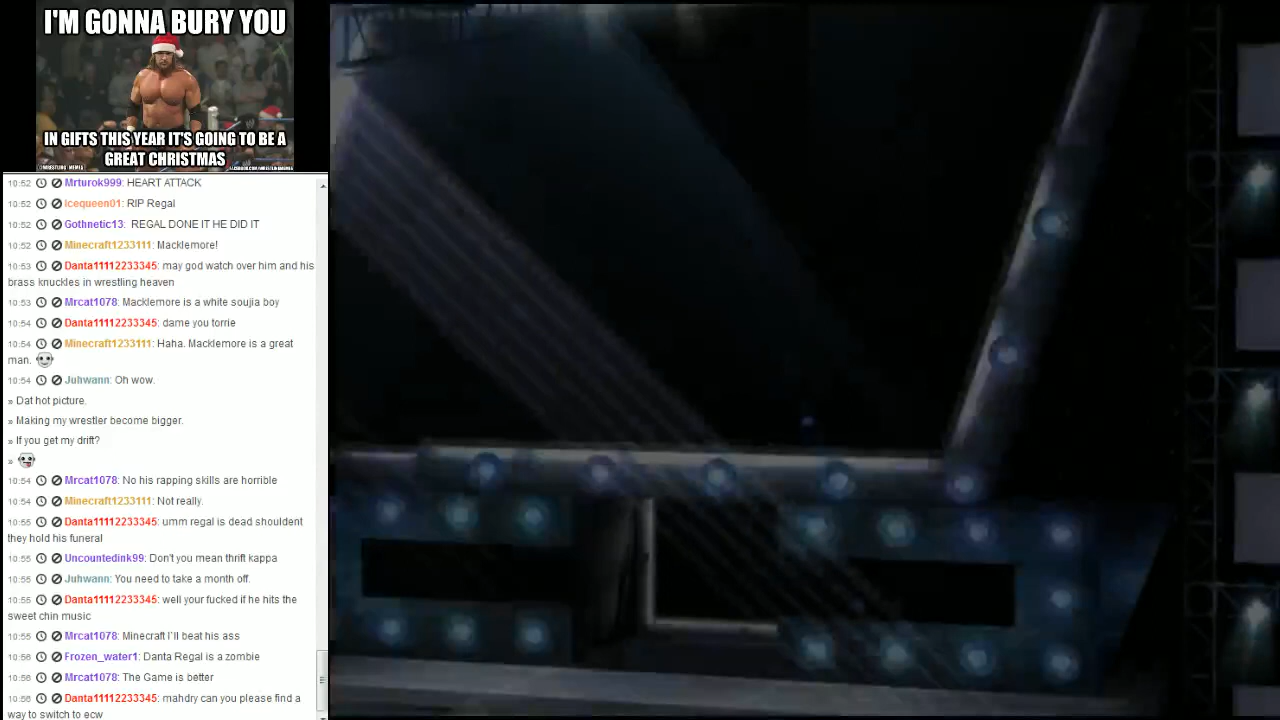 I'M GONNA BURY YOU
IN GIFTS THIS YEAR IT'S GOING TO BE A
GREAT CHRISTMAS
10:52 Mrturok999: HEART ATTACK
10:52 Icequeen01: RIP Regal
10:52 Gothnetic13: REGAL DONE IT HE DID IT
10:52 Minecraft1233111: Macklemore!
10:53 Danta11112233345: may god watch over him and his
brass knuckles in wrestling heaven
10:53 Mrcat1078: Macklemore is a white soujia boy
10:54 Danta11112233345: dame you torrie
10:54 Minecraft1233111: Haha. Macklemore is a great
man.
10:54 Juhwann: Oh wow.
» Dat hot picture.
» Making my wrestler become bigger.
» If you get my drift?
»
10:54 Mrcat1078: No his rapping skills are horrible
10:54 Minecraft1233111: Not really.
10:55 Danta11112233345: umm regal is dead shouldent
they hold his funeral
10:55 Uncountedink99: Don't you mean thrift kappa
10:55 Juhwann: You need to take a month off.
10:55 Danta11112233345: well your fucked if he hits the
sweet chin music
10:55 Mrcat1078: Minecraft I'll beat his ass
10:56 Frozen_water1: Danta Regal is a zombie
10:56 Mrcat1078: The Game is better
10:56 Danta11112233345: mahdry can you please find a
way to switch to ecw